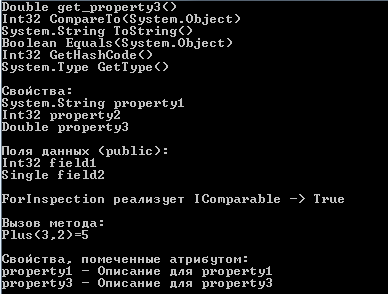 Double get_property3()
Int32 CompareTo(System.Object)
System.String ToString()
Boolean Equals(System.Object)
Int32 GetHashCode()
System.Type GetType()
Свойства:
System.String property1
Int32 property2
Double property3
Поля данных (public):
Int32 field1
Single field2
ForInspection реализует IComparable -> True
Вызов метода:
Plus(3,2)=5
Свойства, помеченные атрибутом:
property1 - Описание для property1
property3 - Описание для property3